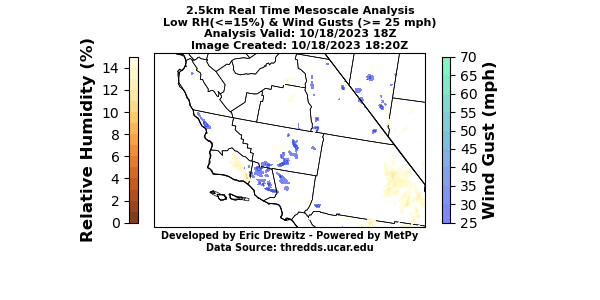 2.5km Real Time Mesoscale Analysis
Low RH(<=15%) & Wind Gusts (>= 25 mph)
Analysis Valid: 10/18/2023 18Z
Image Created: 10/18/2023 18:20Z
Relative Humidity (%)
14
12
10
8
6
4
2
0
70
65
60
55
50
45
40
35
30
25
Wind Gust (mph)
Developed by Eric Drewitz - Powered by MetPy
Data Source: thredds.ucar.edu